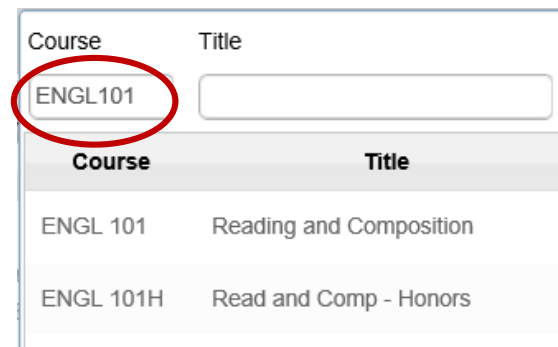 Course Title
ENGL101
Course Title
ENGL 101 Reading and Composition
ENGL 101H Read and Comp - Honors